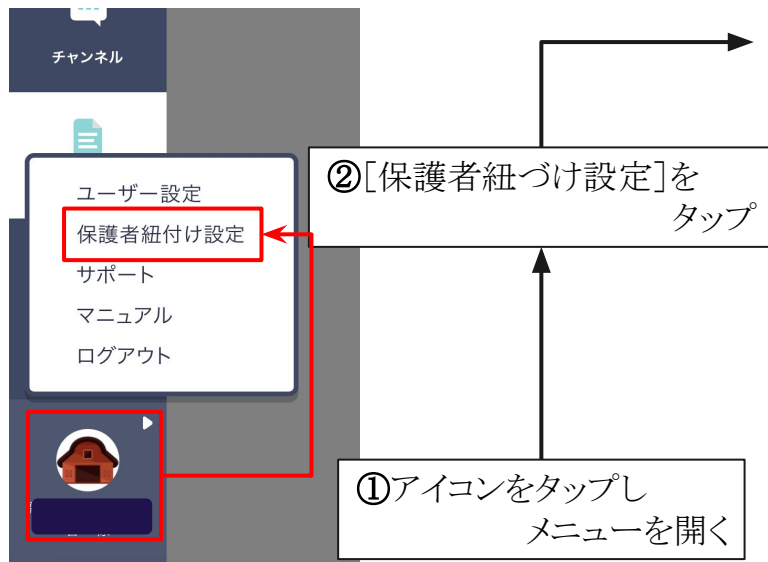 チャンネル
ユーザー設定
保護者紐付け設定
サポート
マニュアル
ログアウト
②[保護者紐づけ設定]を
タップ
①アイコンをタップし
メニューを開く